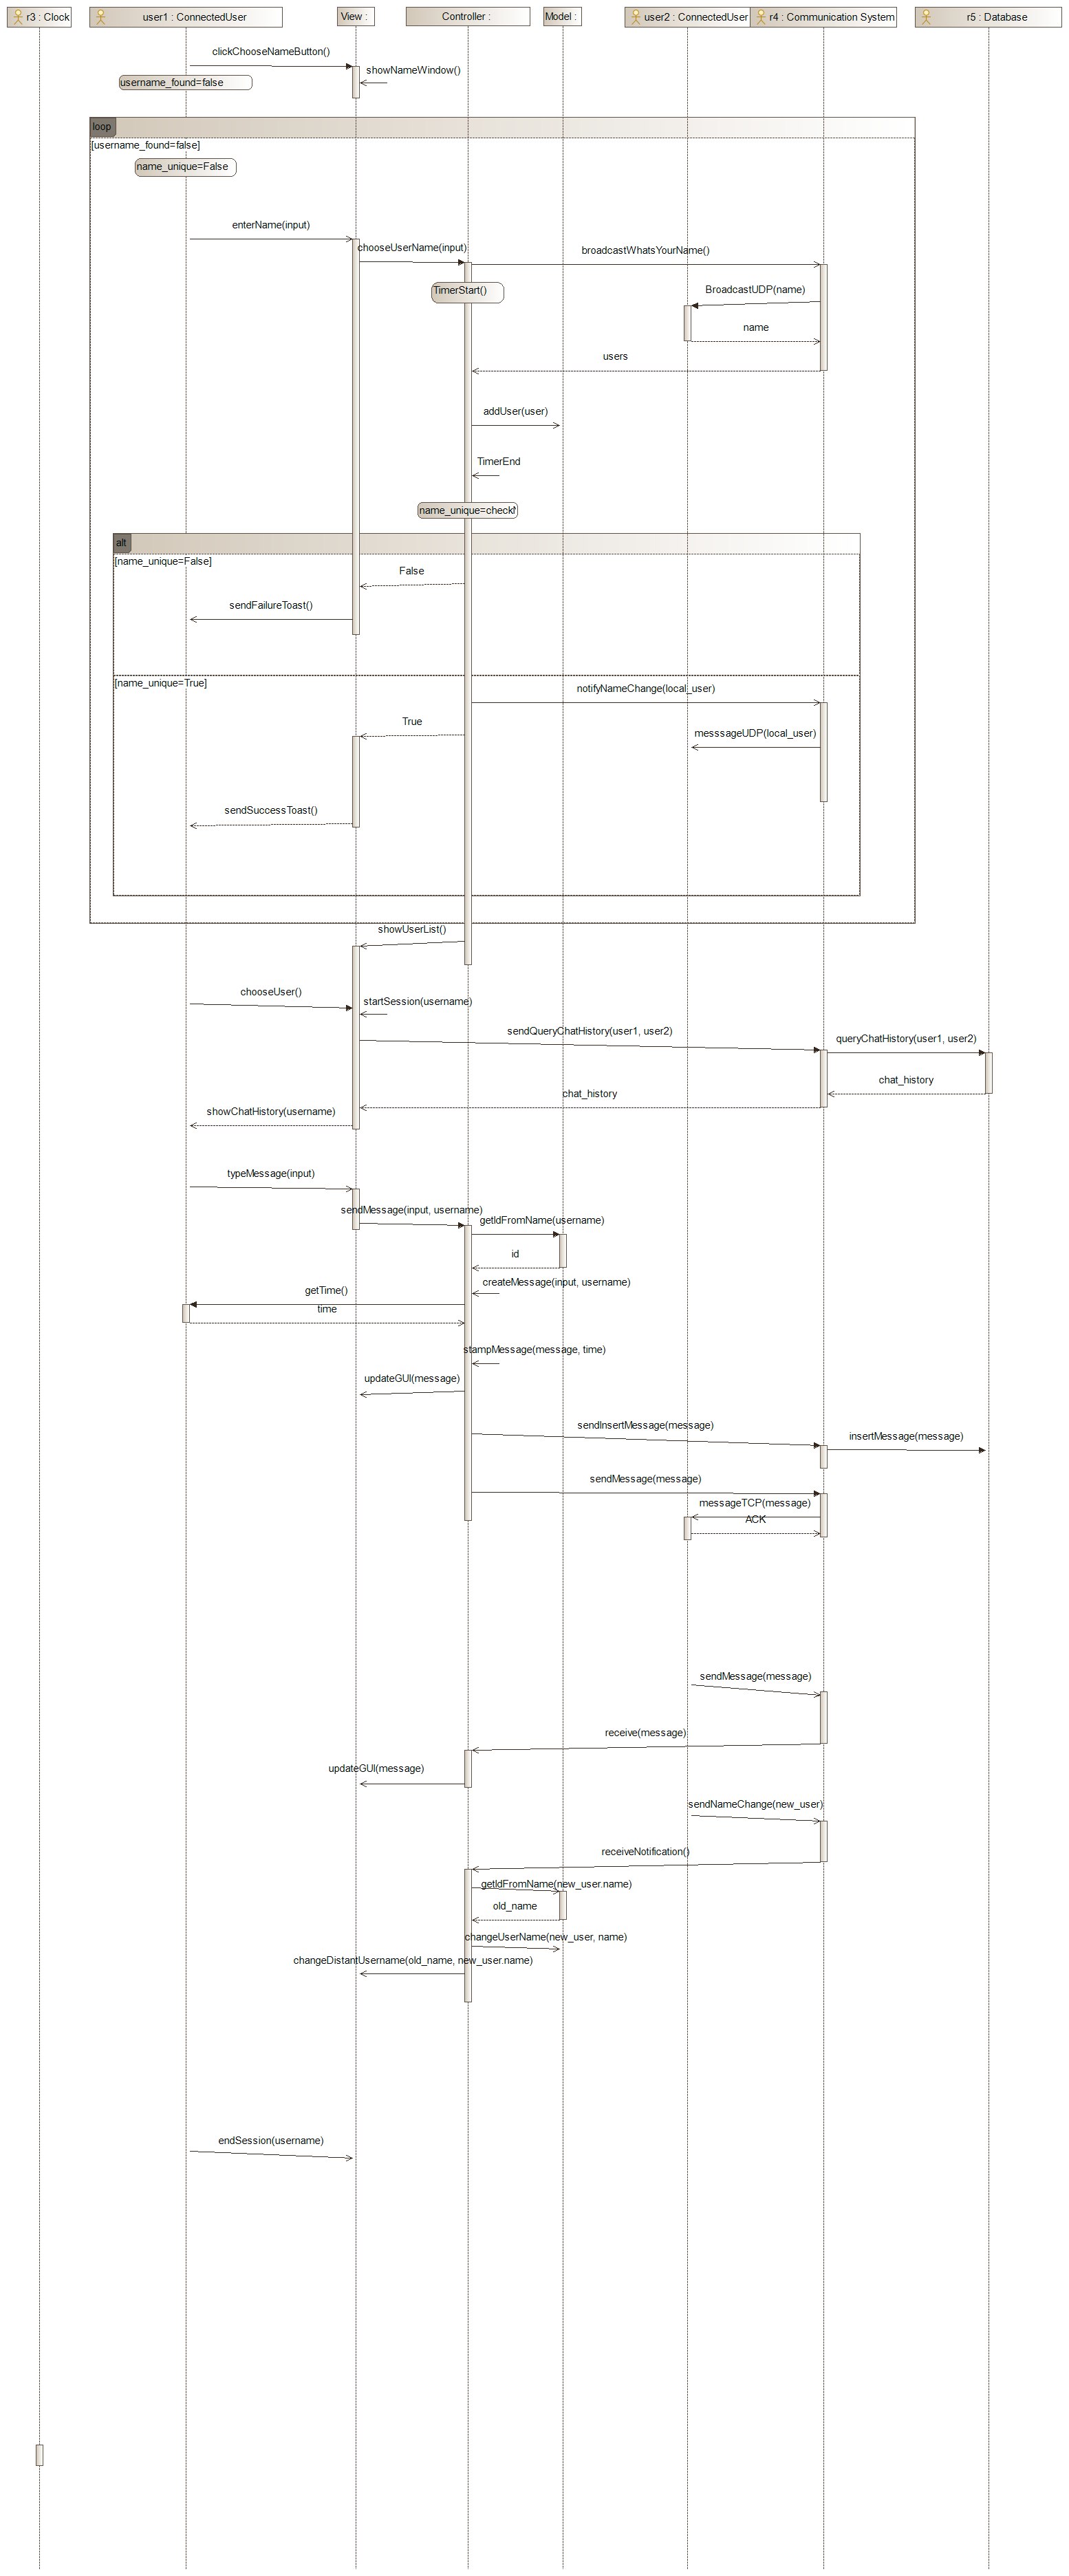 r3 : Clock
user1 : ConnectedUser
View :
Controller :
Model :
user2 : ConnectedUser
r4 : Communication System
r5 : Database
clickChooseNameButton()
showNameWindow()
username_found=false
loop
[username_found=false]
name_unique=False
enterName(input)
chooseUserName(input)
broadcastWhatsYourName()
TimerStart()
BroadcastUDP(name)
name
users
addUser(user)
TimerEnd
alt
[name_unique=False]
False
sendFailureToast()
[name_unique=True]
notifyNameChange(local_user)
True
messsageUDP(local_user)
sendSuccessToast()
showUserList()
chooseUser()
startSession(username)
sendQueryChatHistory(user1, user2)
queryChatHistory(user1, user2)
chat_history
chat_history
showChatHistory(username)
typeMessage(input)
sendMessage(input, username)
getIdFromName(username)
id
createMessage(input, username)
getTime()
time
stampMessage(message, time)
updateGUI(message)
sendInsertMessage(message)
insertMessage(message)
sendMessage(message)
messageTCP(message)
ACK
sendMessage(message)
receive(message)
updateGUI(message)
sendNameChange(new_user)
receiveNotification()
getIdFromName(new_user.name)
old_name
changeUserName(new_user, name)
changeDistantUsername(old_name, new_user.name)
endSession(username)